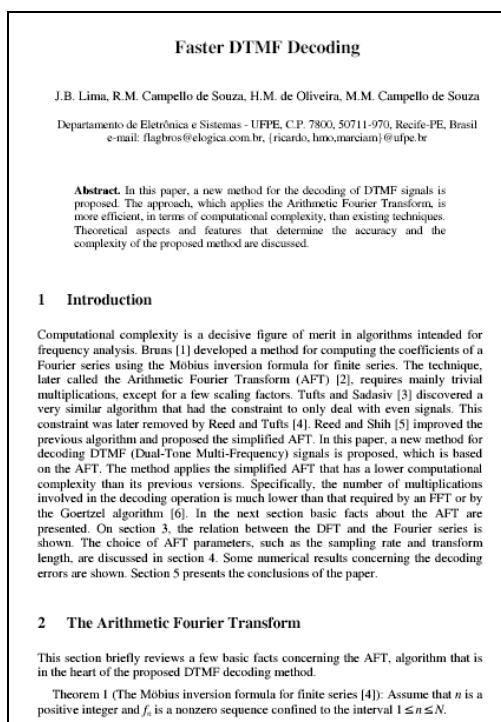 Faster DTMF Decoding
J.B. Lima, R.M. Campello de Souza, H.M. de Oliveira, M.M. Campello de Souza
Departamento de Eletrônica e Sistemas - UFPE, C.P. 7800, 50711-970, Recife-PE, Brasil
e-mail: flagbros@elogica.com.br, {ricardo, hmo,marciam}@ufpe.br
Abstract. In this paper, a new method for the decoding of DTMF signals is
proposed. The approach, which applies the Arithmetic Fourier Transform, is
more efficient, in terms of computational complexity, than existing techniques.
Theoretical aspects and features that determine the accuracy and the
complexity of the proposed method are discussed.
1 Introduction
Computational complexity is a decisive figure of merit in algorithms intended for
frequency analysis. Bruns [1] developed a method for computing the coefficients of a
Fourier series using the Möbius inversion formula for finite series. The technique,
later called the Arithmetic Fourier Transform (AFT) [2], requires mainly trivial
multiplications, except for a few scaling factors. Tufts and Sadasiv [3] discovered a
very similar algorithm that had the constraint to only deal with even signals. This
constraint was later removed by Reed and Tufts [4]. Reed and Shih [5] improved the
previous algorithm and proposed the simplified AFT. In this paper, a new method for
decoding DTMF (Dual-Tone Multi-Frequency) signals is proposed, which is based
on the AFT. The method applies the simplified AFT that has a lower computational
complexity than its previous versions. Specifically, the number of multiplications
involved in the decoding operation is much lower than that required by an FFT or by
the Goertzel algorithm [6]. In the next section basic facts about the AFT are
presented. On section 3, the relation between the DFT and the Fourier series is
shown. The choice of AFT parameters, such as the sampling rate and transform
length, are discussed in section 4. Some numerical results concerning the decoding
errors are shown. Section 5 presents the conclusions of the paper.
2 The Arithmetic Fourier Transform
This section briefly reviews a few basic facts concerning the AFT, algorithm that is
in the heart of the proposed DTMF decoding method.
Theorem 1 (The Möbius inversion formula for finite series [4]): Assume that n is a
positive integer and fₙ is a nonzero sequence confined to the interval 1 ≤ n ≤ N.